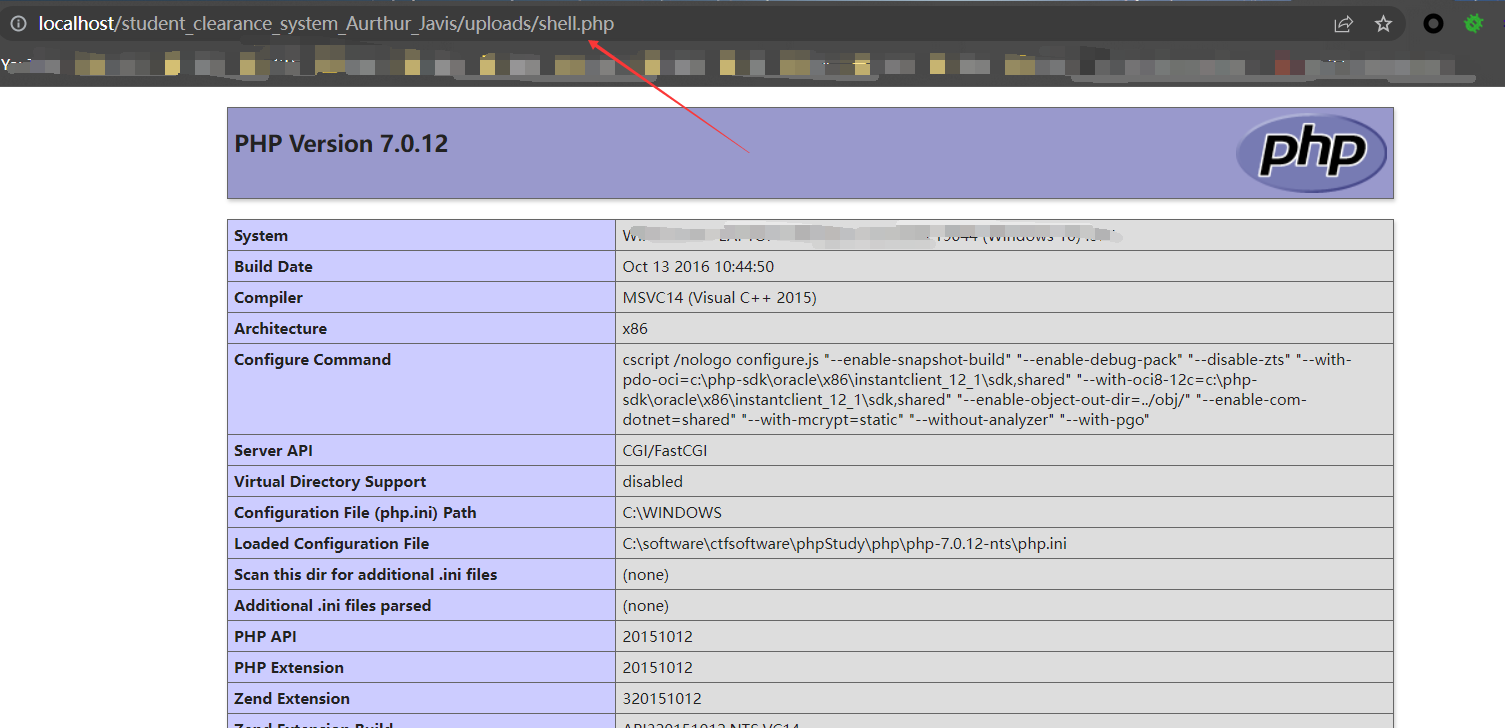 localhost/student_clearance_system_Aurthur_Javis/uploads/shell.php
PHP Version 7.0.12
php
System
(Windows 10)
Build Date
Oct 13 2016 10:44:50
Compiler
MSVC14 (Visual C++ 2015)
Architecture
x86
Configure Command
cscript /nologo configure.js "--enable-snapshot-build" "--enable-debug-pack" "--disable-zts" "--with-
pdo-oci=c:\php-sdk\oracle\x86\instantclient_12_1\sdk,shared" "--with-oci8-12c=c:\php-
sdk\oracle\x86\instantclient_12_1\sdk,shared" "--enable-object-out-dir=../obj/" "--enable-com-
dotnet=shared" "--with-mcrypt=static" "--without-analyzer" "--with-pgo"
Server API
CGI/FastCGI
Virtual Directory Support
disabled
Configuration File (php.ini) Path
C:\WINDOWS
Loaded Configuration File
C:\software\ctfsoftware\phpStudy\php\php-7.0.12-nts\php.ini
Scan this dir for additional .ini files
(none)
Additional .ini files parsed
(none)
PHP API
20151012
PHP Extension
20151012
Zend Extension
320151012
Zend Extension Build
API320151012,NTS,VC14